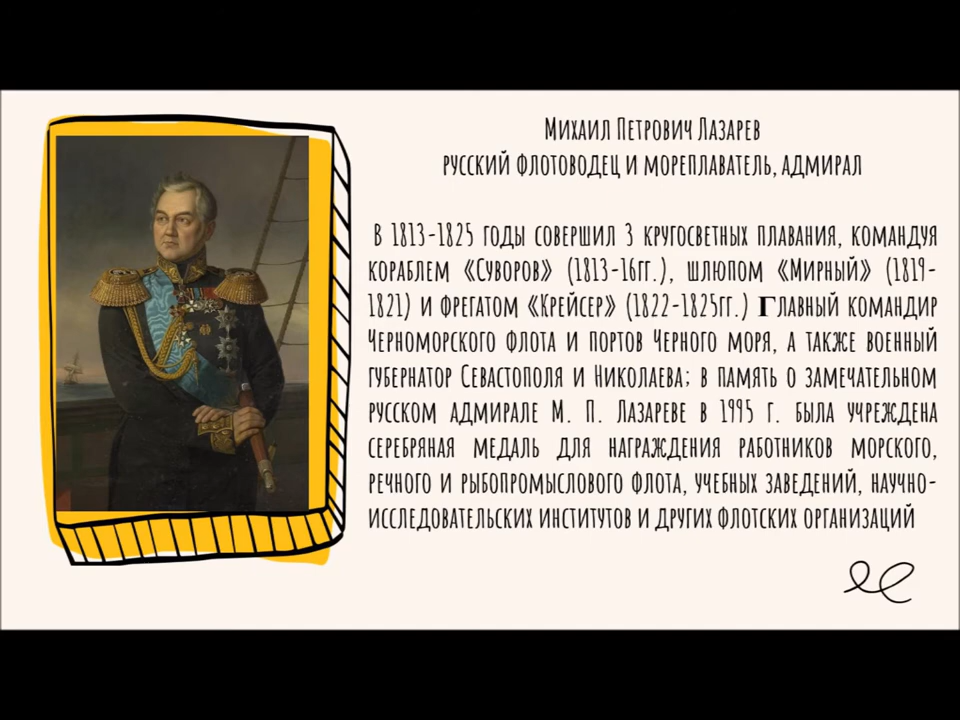 Михаил Петрович Лазарев
русский флотоводец и мореплаватель, адмирал
В 1813-1825 годы совершил 3 кругосветных плавания, командуя
кораблем «Суворов» (1813-16гг.), шлюпом «Мирный» (1819-
1821) и фрегатом «Крейсер» (1822-1825гг.) Главный командир
Черноморского флота и портов Черного моря, а также военный
губернатор Севастополя и Николаева; в память о замечательном
русском адмирале М. П. Лазареве в 1995 г. была учреждена
серебряная медаль для награждения работников морского,
речного и рыбопромыслового флота, учебных заведений, научно-
исследовательских институтов и других флотских организаций